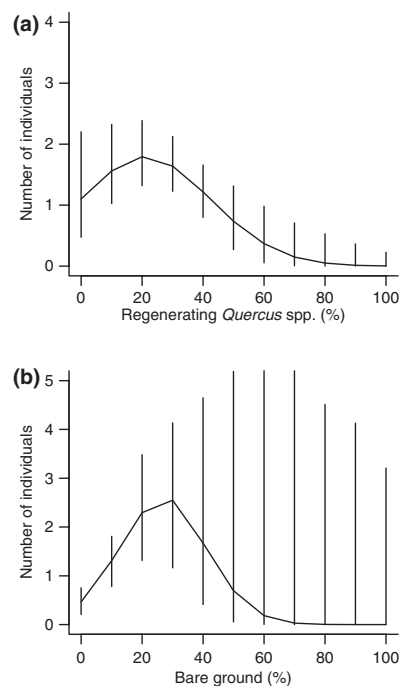 (a)
Number of individuals
4
3
2
1
0
0 20 40 60 80 100
Regenerating Quercus spp. (%)
(b)
Number of individuals
5
4
3
2
1
0
0 20 40 60 80 100
Bare ground (%)